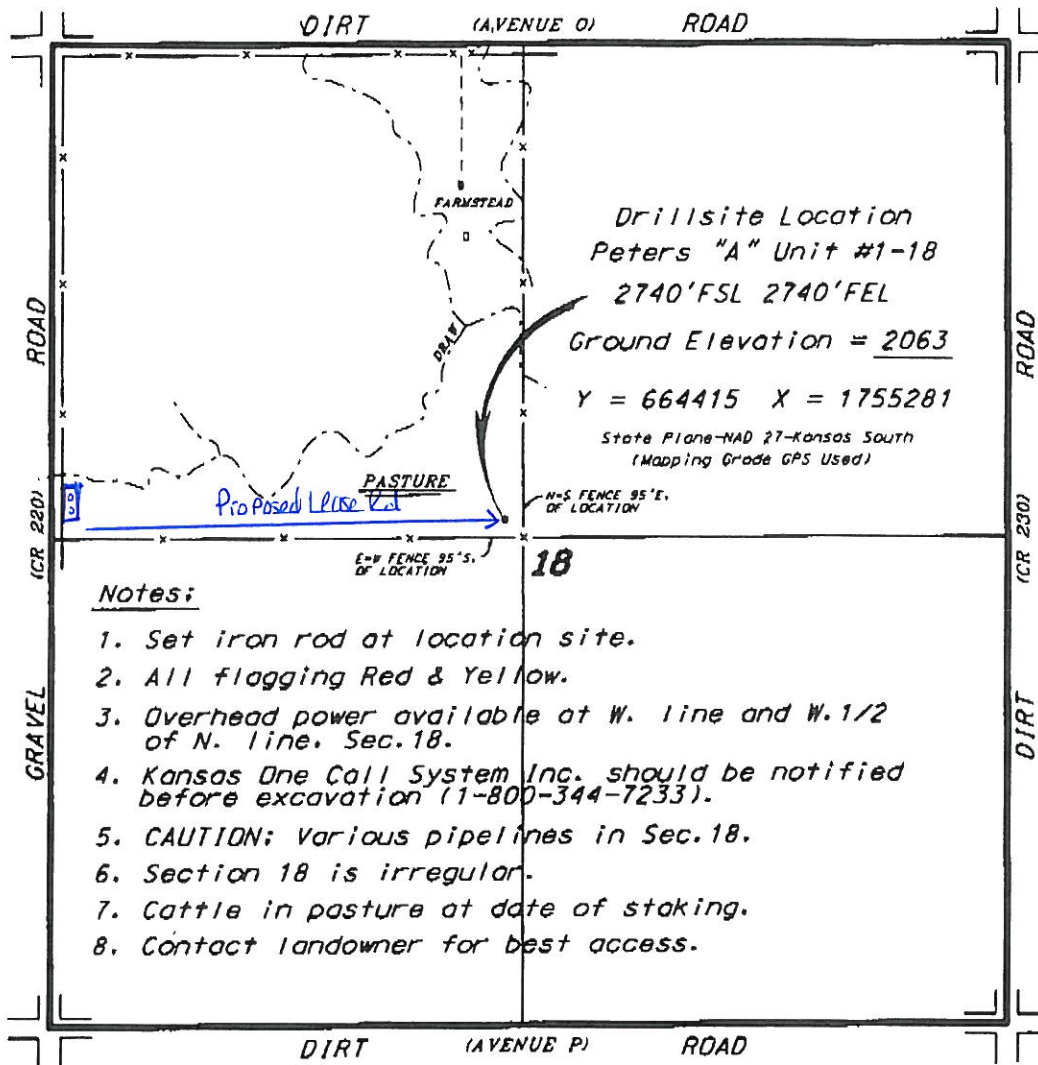 DIRT (AVENUE O) ROAD
FARMSTEAD
Drillsite Location
Peters "A" Unit #1-18
2740'FSL 2740'FEL
Ground Elevation = 2063
Y = 664415 X = 1755281
State Plane-NAD 27-Kansas South
(Mapping Grade GPS Used)
DRAW
PASTURE
Proposed Lease Rd
N-S FENCE 95'E.
OF LOCATION
E-W FENCE 95'S.
OF LOCATION
18
GRAVEL (CR 220) ROAD
DIRT (CR 230) ROAD
Notes:
1. Set iron rod at location site.
2. All flagging Red & Yellow.
3. Overhead power available at W. line and W.1/2
of N. line. Sec.18.
4. Kansas One Call System Inc. should be notified
before excavation (1-800-344-7233).
5. CAUTION: Various pipelines in Sec.18.
6. Section 18 is irregular.
7. Cattle in pasture at date of staking.
8. Contact landowner for best access.
DIRT (AVENUE P) ROAD